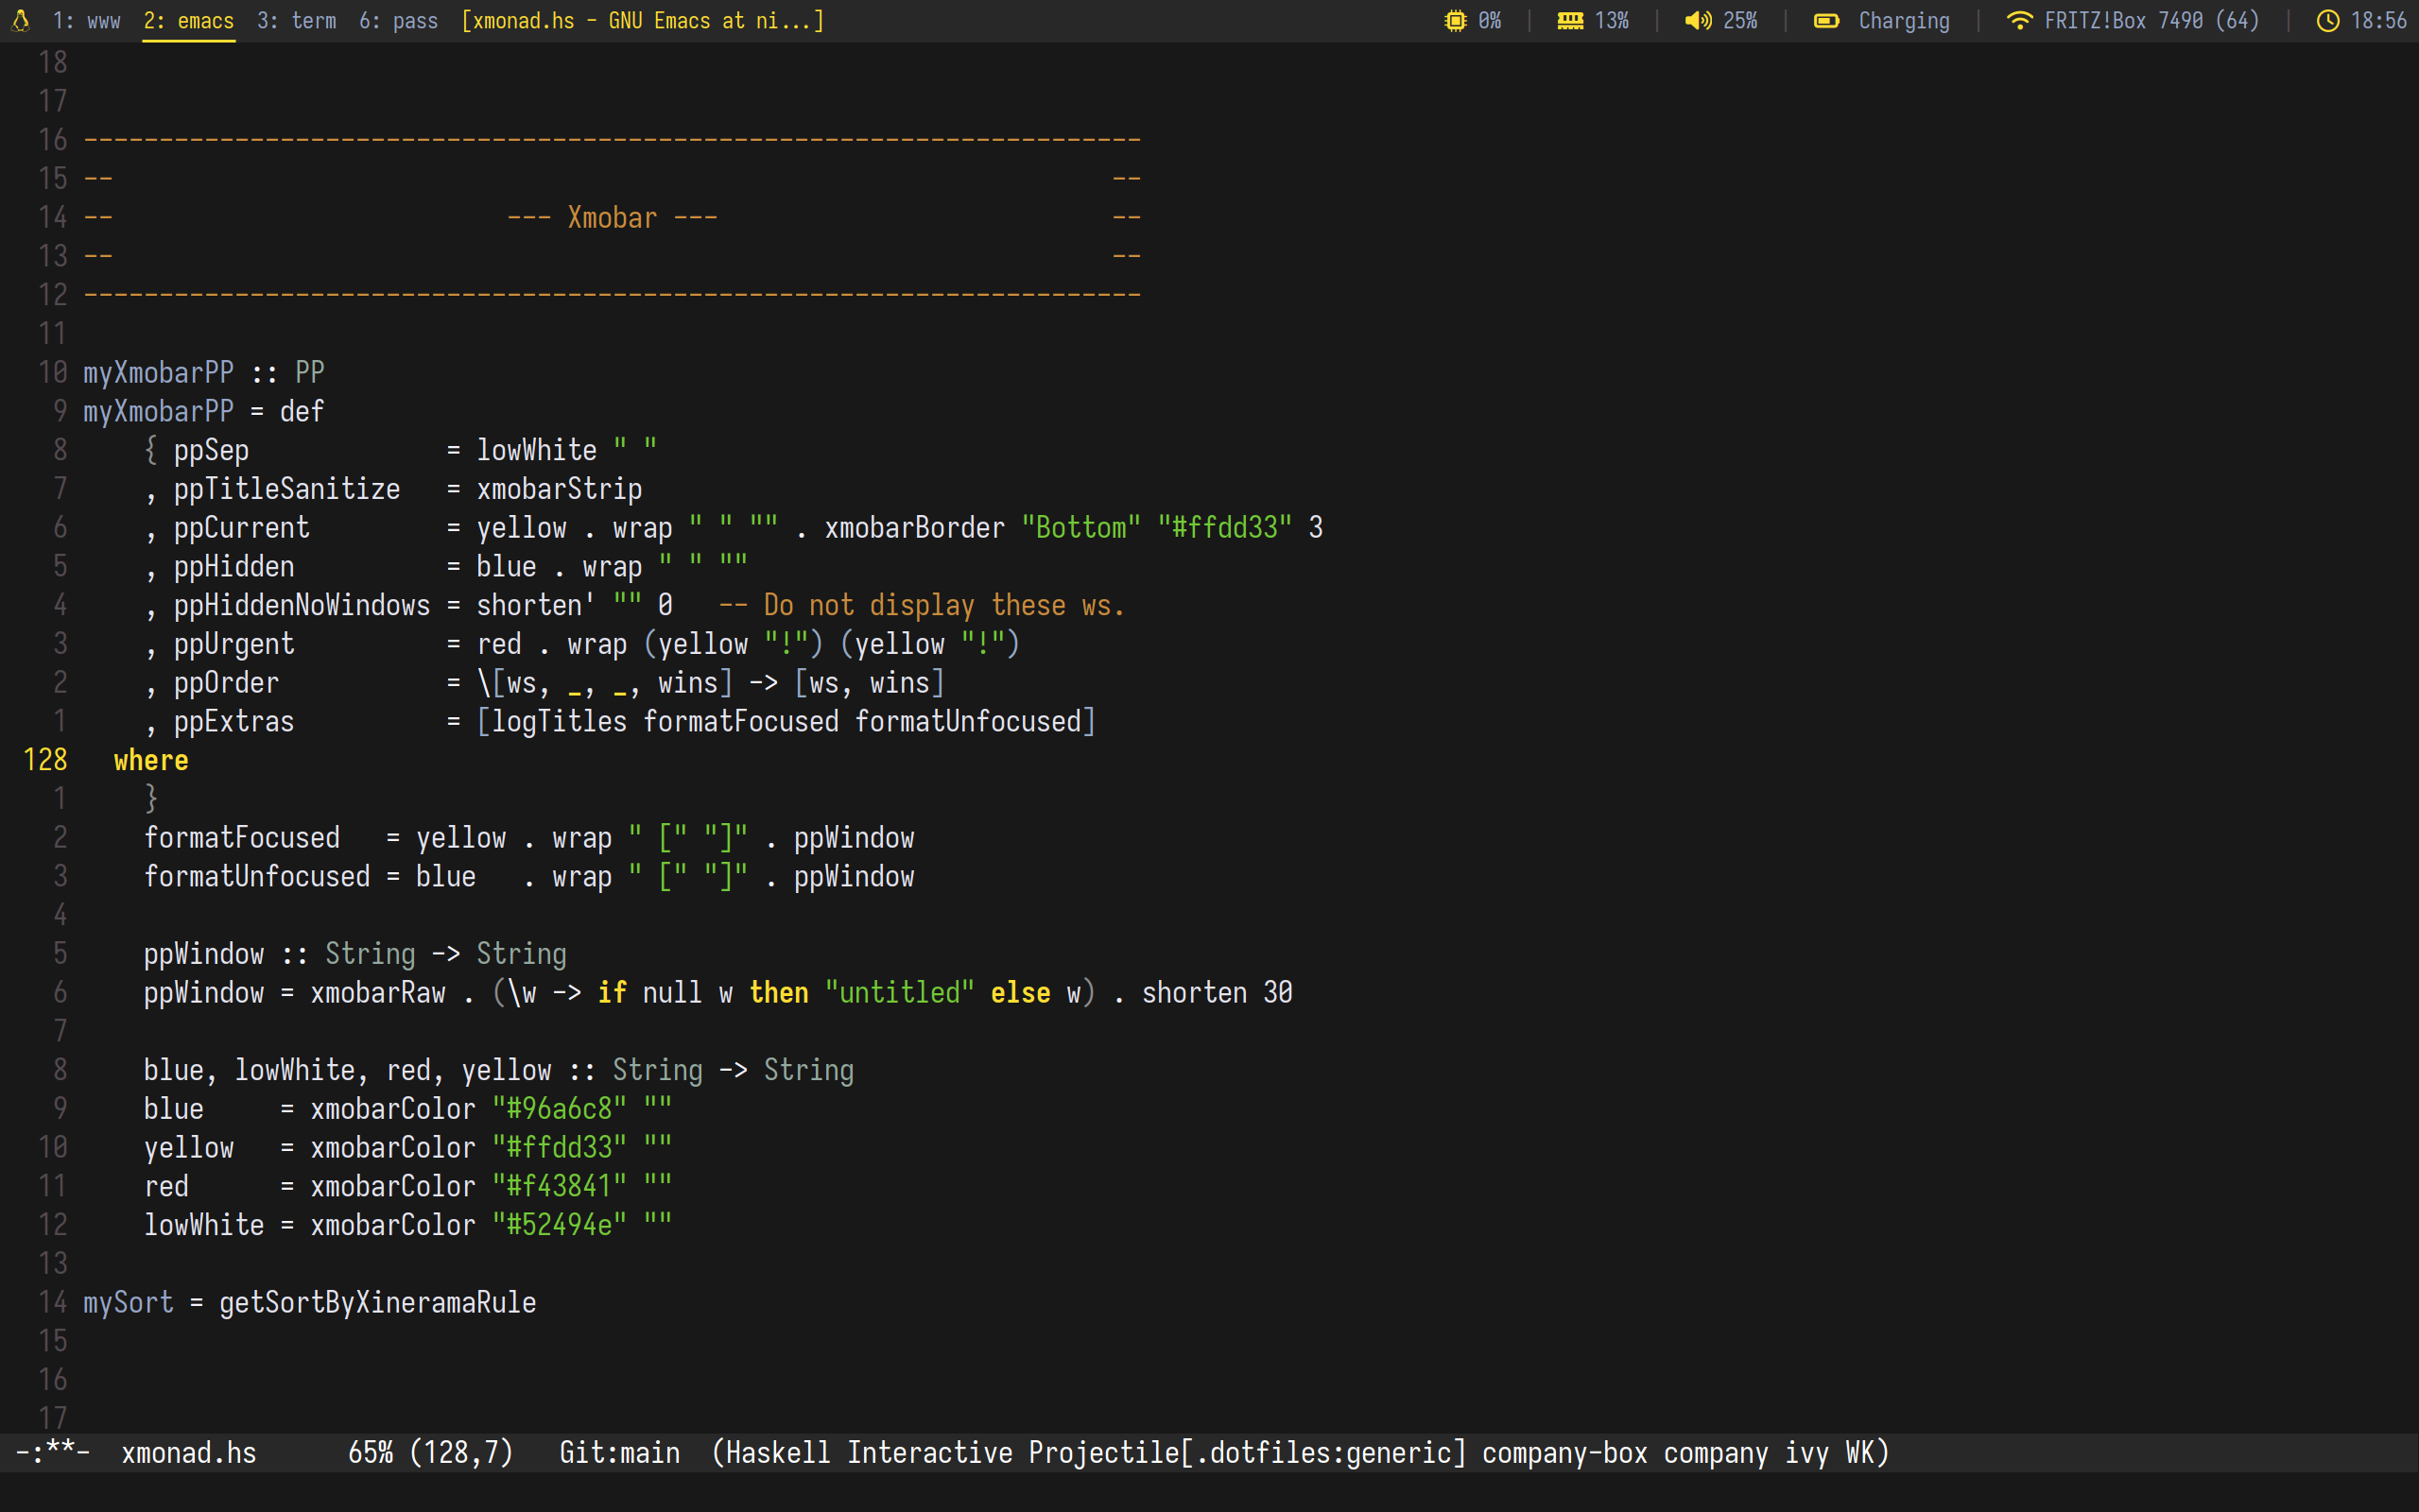 1: www 2: emacs 3: term 6: pass [xmonad.hs - GNU Emacs at ni...] 0% | 13% | 25% | Charging | FRITZ!Box 7490 (64) | 18:56
18
17
16 ----------------------------------------------------------------------
15 --                                                                  --
14 --                          --- Xmobar ---                          --
13 --                                                                  --
12 ----------------------------------------------------------------------
11
10 myXmobarPP :: PP
9 myXmobarPP = def
8     { ppSep             = lowWhite " "
7     , ppTitleSanitize   = xmobarStrip
6     , ppCurrent         = yellow . wrap " " "" . xmobarBorder "Bottom" "#ffdd33" 3
5     , ppHidden          = blue . wrap " " ""
4     , ppHiddenNoWindows = shorten' "" 0   -- Do not display these ws.
3     , ppUrgent          = red . wrap (yellow "!") (yellow "!")
2     , ppOrder           = \[ws, _, _, wins] -> [ws, wins]
1     , ppExtras          = [logTitles formatFocused formatUnfocused]
128   where
1     }
2     formatFocused   = yellow . wrap " [" "]" . ppWindow
3     formatUnfocused = blue   . wrap " [" "]" . ppWindow
4
5     ppWindow :: String -> String
6     ppWindow = xmobarRaw . (\w -> if null w then "untitled" else w) . shorten 30
7
8     blue, lowWhite, red, yellow :: String -> String
9     blue     = xmobarColor "#96a6c8" ""
10     yellow   = xmobarColor "#ffdd33" ""
11     red      = xmobarColor "#f43841" ""
12     lowWhite = xmobarColor "#52494e" ""
13
14 mySort = getSortByXineramaRule
15
16
17
-:**-  xmonad.hs      65% (128,7)   Git:main  (Haskell Interactive Projectile[.dotfiles:generic] company-box company ivy WK)